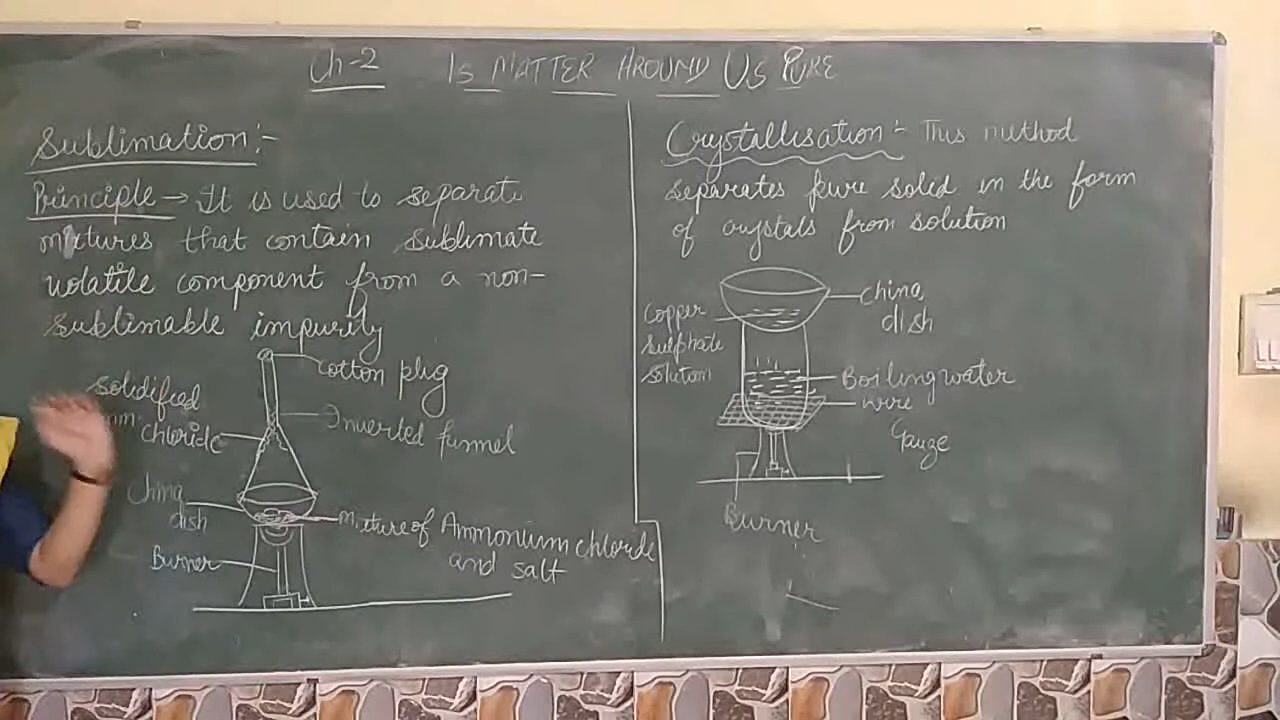 Ch-2 Is MATTER AROUND Us PURE
Sublimation:-
Principle → It is used to separate
mixtures that contain sublimate
volatile component from a non-
sublimable impurity
Cotton plug
Solidified
chloride
Inverted funnel
China
dish
Mixture of Ammonium chloride
and salt
Burner
Crystallisation:- This method
separates pure solid in the form
of crystals from solution
China
dish
Copper
sulphate
solution
Boiling water
wire
Gauze
Burner